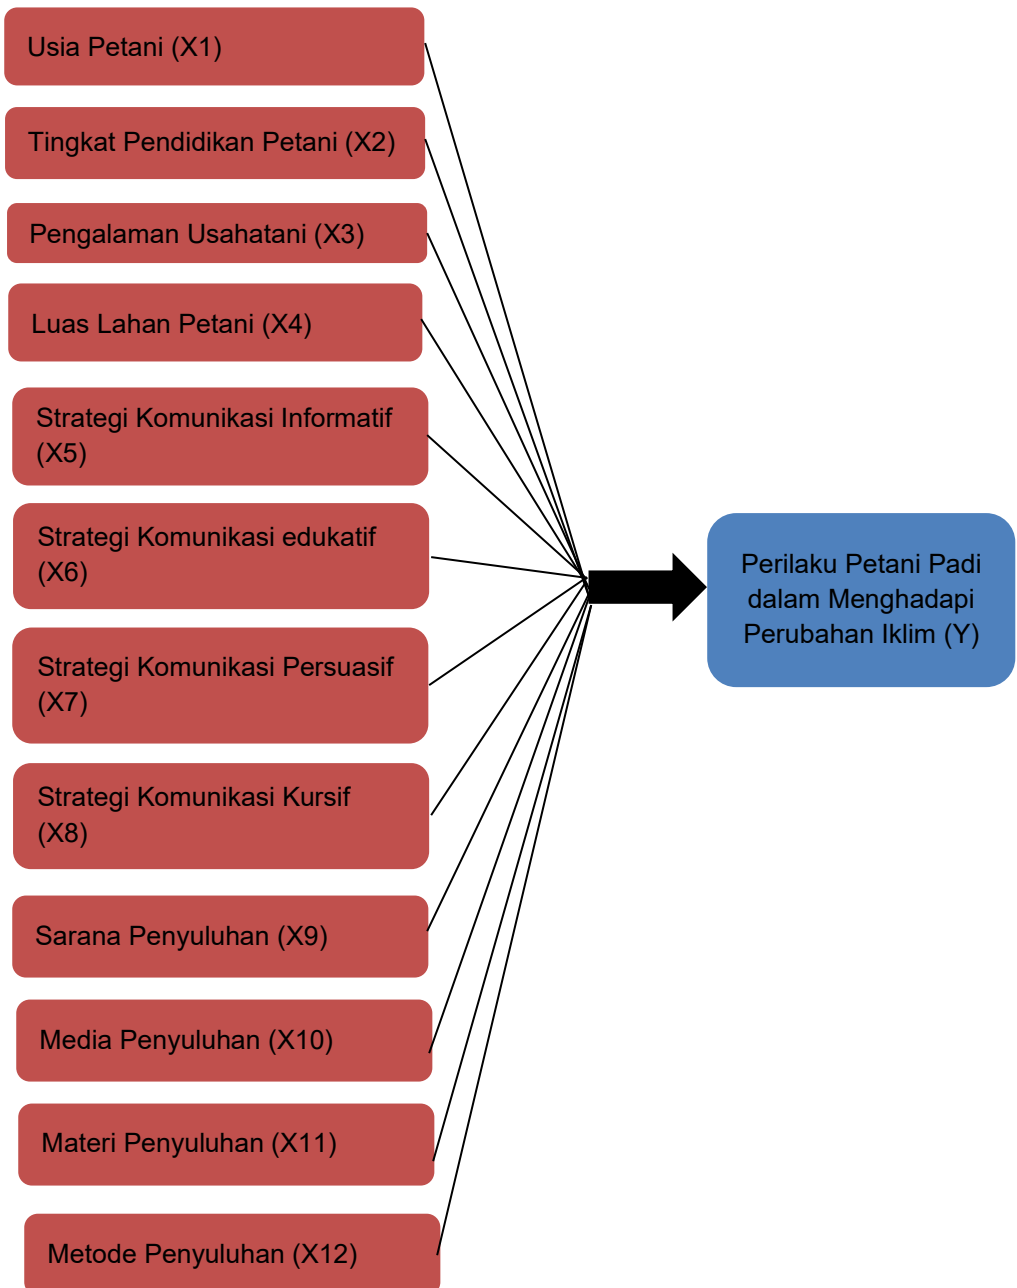 Usia Petani (X1)
Tingkat Pendidikan Petani (X2)
Pengalaman Usahatani (X3)
Luas Lahan Petani (X4)
Strategi Komunikasi Informatif
(X5)
Strategi Komunikasi edukatif
(X6)
Strategi Komunikasi Persuasif
(X7)
Strategi Komunikasi Kursif
(X8)
Sarana Penyuluhan (X9)
Media Penyuluhan (X10)
Materi Penyuluhan (X11)
Metode Penyuluhan (X12)
Perilaku Petani Padi
dalam Menghadapi
Perubahan Iklim (Y)